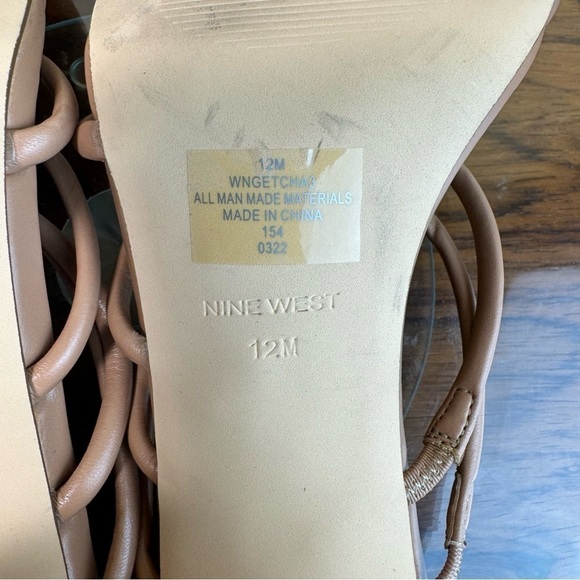 12M
WNGETCHA3
ALL MAN MADE MATERIALS
MADE IN CHINA
154
0322
NINE WEST
12M